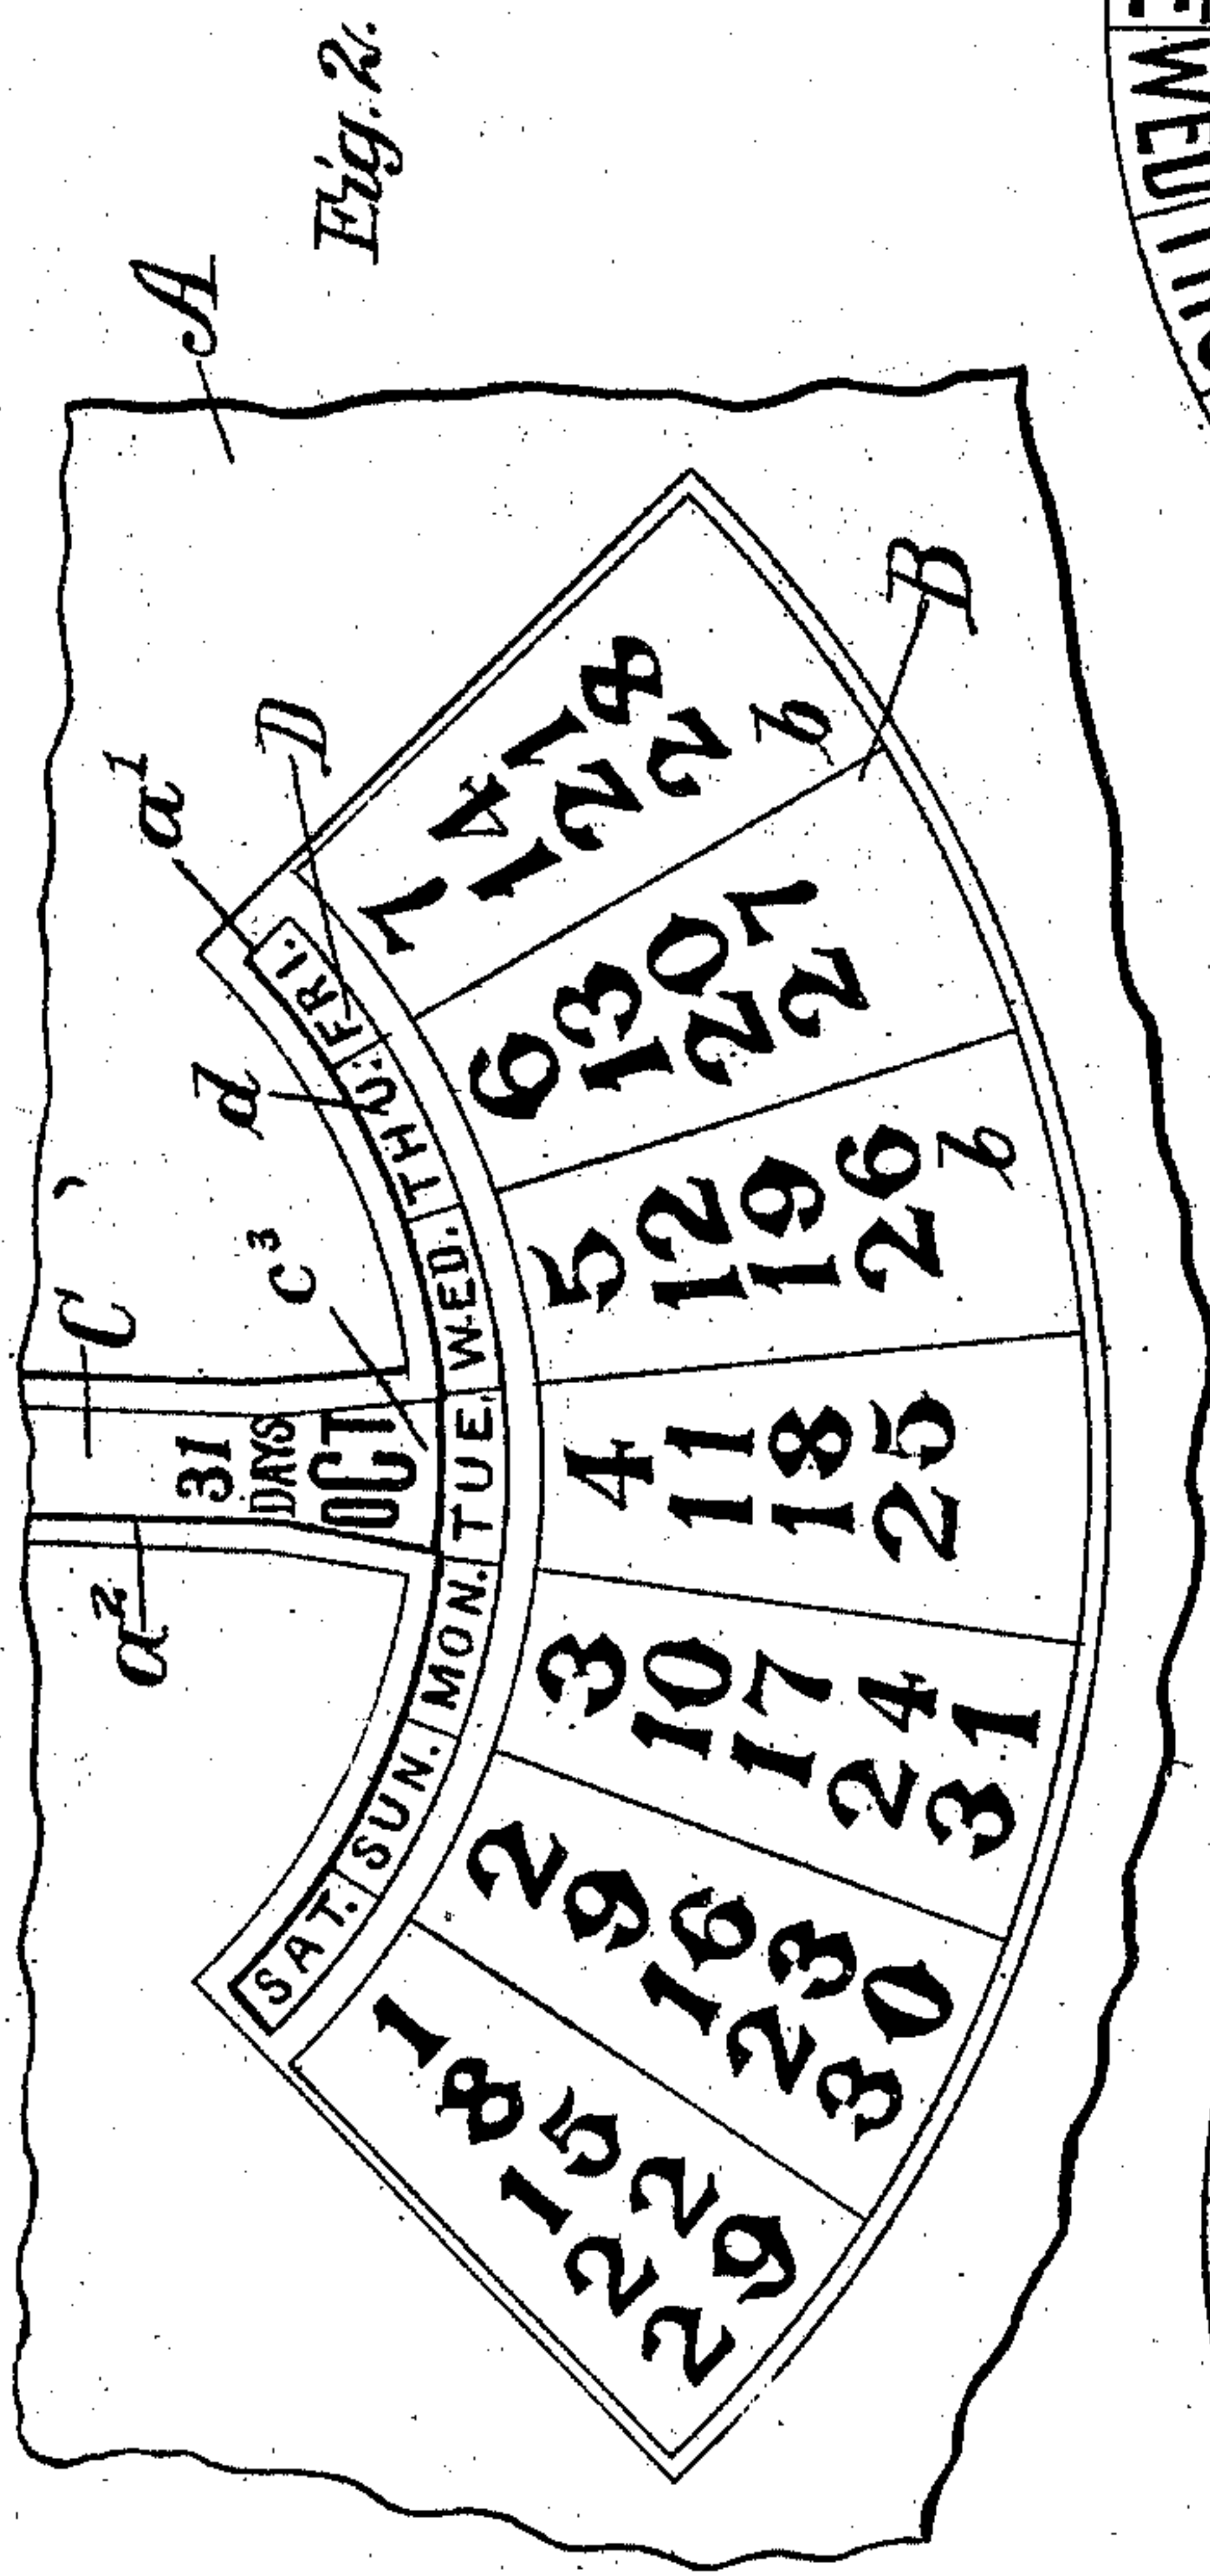 Fig. 2.
A
a¹
D
d
C
c³
a²
31
DAYS
OCT
SAT. SUN. MON. TUE. WED. THU. FRI.
1 2 3 4 5 6 7
8 9 10 11 12 13 14
15 16 17 18 19 20 21
22 23 24 25 26 27 28
29 30 31
b
b
B
WED